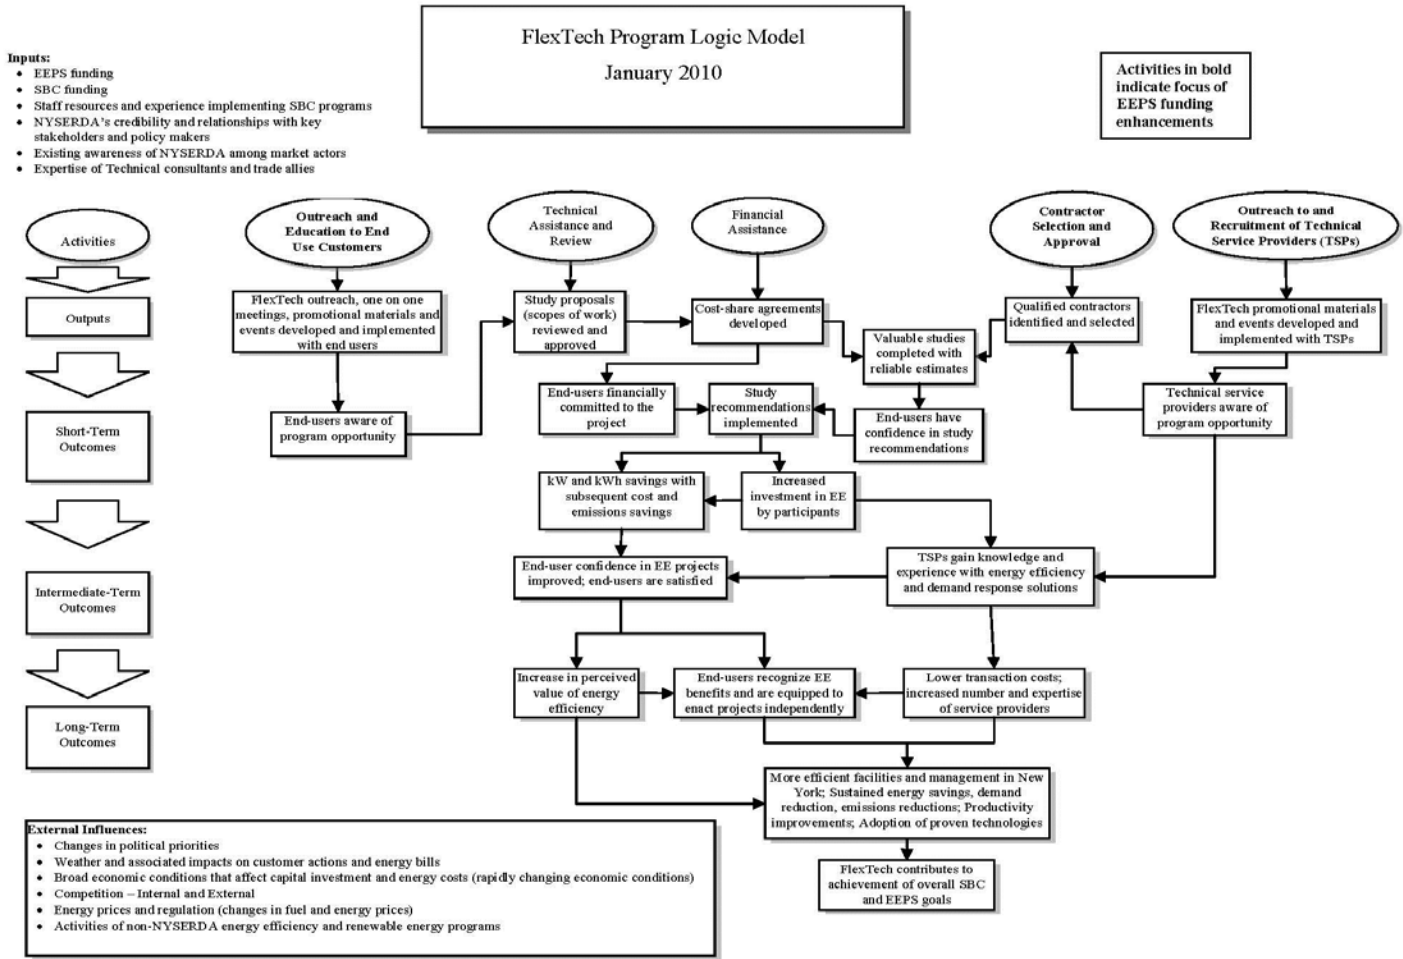 FlexTech Program Logic Model
January 2010
Inputs:
• EEPS funding
• SBC funding
• Staff resources and experience implementing SBC programs
• NYSERDA's credibility and relationships with key
stakeholders and policy makers
• Existing awareness of NYSERDA among market actors
• Expertise of Technical consultants and trade allies
Activities in bold
indicate focus of
EEPS funding
enhancements
Activities
Outreach and
Education to End
Use Customers
Technical
Assistance and
Review
Financial
Assistance
Contractor
Selection and
Approval
Outreach to and
Recruitment of Technical
Service Providers (TSPs)
Outputs
FlexTech outreach, one on one
meetings, promotional materials and
events developed and implemented
with end users
Study proposals
(scopes of work)
reviewed and
approved
Cost-share agreements
developed
Valuable studies
completed with
reliable estimates
Qualified contractors
identified and selected
FlexTech promotional materials
and events developed and
implemented with TSPs
Short-Term
Outcomes
End-users aware of
program opportunity
End-users financially
committed to the
project
Study
recommendations
implemented
End-users have
confidence in study
recommendations
Technical service
providers aware of
program opportunity
kW and kWh savings with
subsequent cost and
emissions savings
Increased
investment in EE
by participants
Intermediate-Term
Outcomes
End-user confidence in EE projects
improved; end-users are satisfied
TSPs gain knowledge and
experience with energy efficiency
and demand response solutions
Long-Term
Outcomes
Increase in perceived
value of energy
efficiency
End-users recognize EE
benefits and are equipped to
enact projects independently
Lower transaction costs;
increased number and expertise
of service providers
More efficient facilities and management in New
York; Sustained energy savings, demand
reduction, emissions reductions; Productivity
improvements; Adoption of proven technologies
FlexTech contributes to
achievement of overall SBC
and EEPS goals
External Influences:
• Changes in political priorities
• Weather and associated impacts on customer actions and energy bills
• Broad economic conditions that affect capital investment and energy costs (rapidly changing economic conditions)
• Competition – Internal and External
• Energy prices and regulation (changes in fuel and energy prices)
• Activities of non-NYSERDA energy efficiency and renewable energy programs